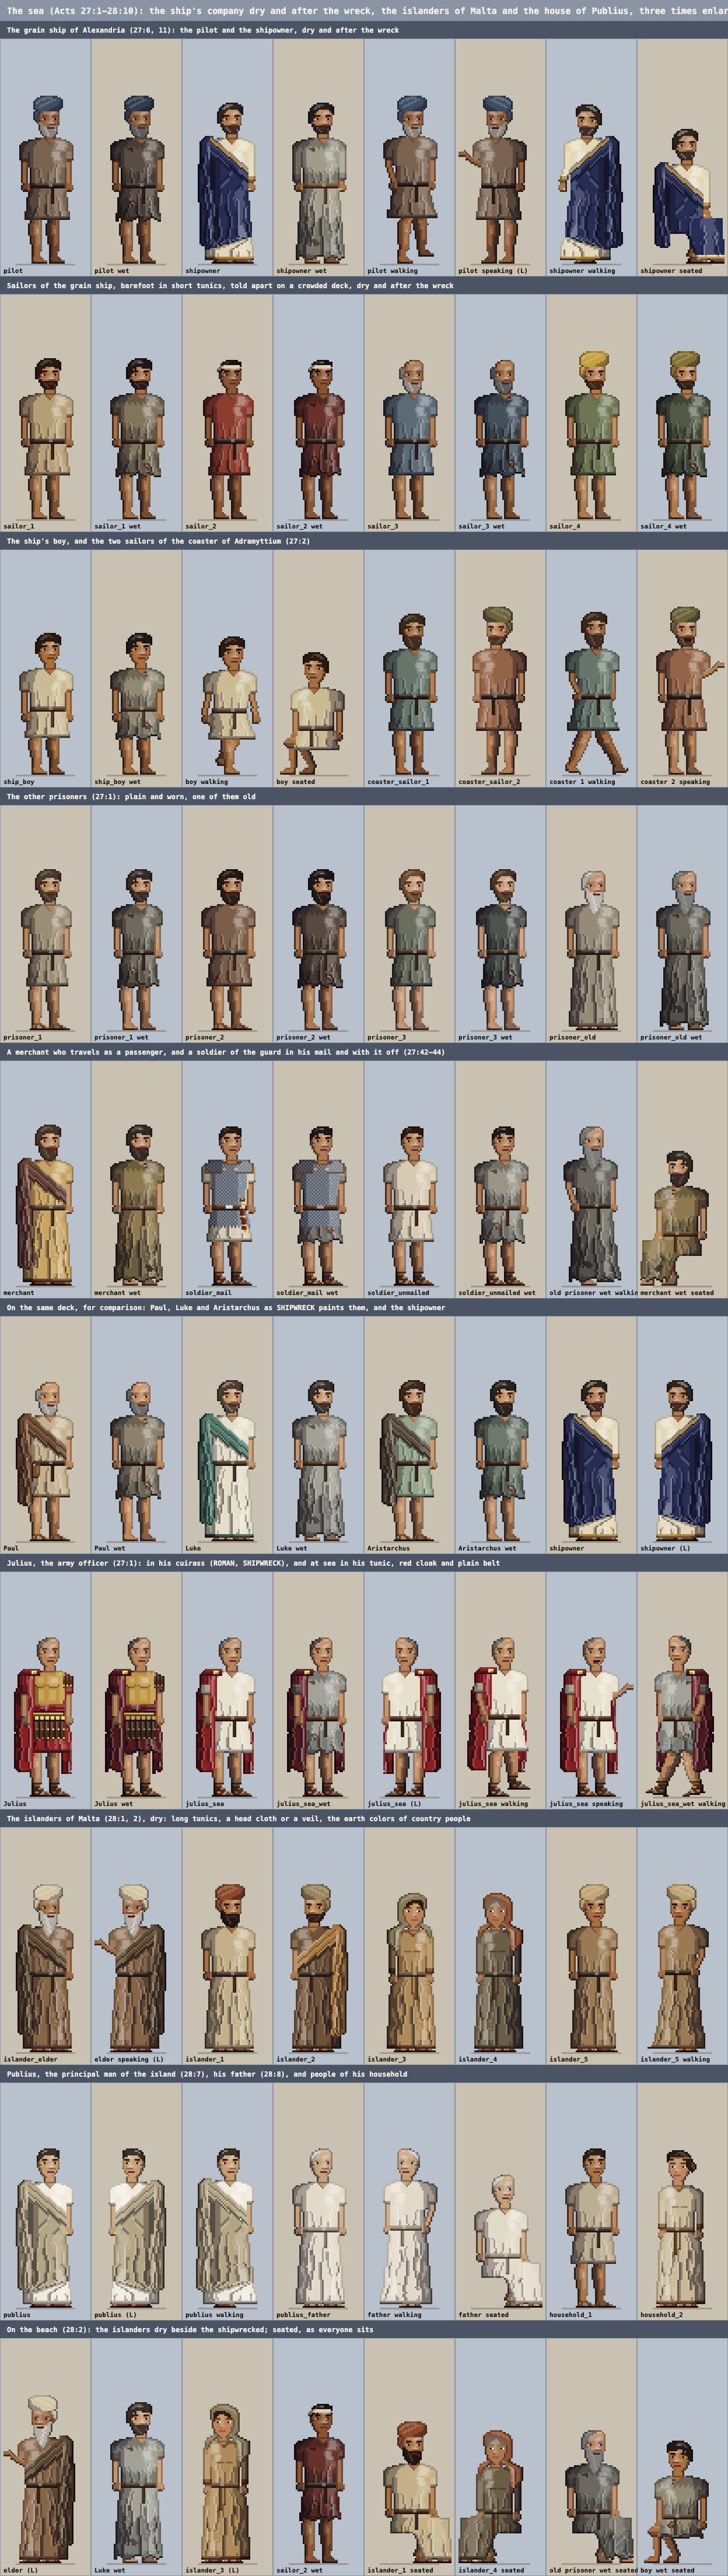 The sea (Acts 27:1–28:10): the ship's company dry and after the wreck, the islanders of Malta and the house of Publius, three times enlar
The grain ship of Alexandria (27:6, 11): the pilot and the shipowner, dry and after the wreck
pilot
pilot wet
shipowner
shipowner wet
pilot walking
pilot speaking (L)
shipowner walking
shipowner seated
Sailors of the grain ship, barefoot in short tunics, told apart on a crowded deck, dry and after the wreck
sailor_1
sailor_1 wet
sailor_2
sailor_2 wet
sailor_3
sailor_3 wet
sailor_4
sailor_4 wet
The ship's boy, and the two sailors of the coaster of Adramyttium (27:2)
ship_boy
ship_boy wet
boy walking
boy seated
coaster_sailor_1
coaster_sailor_2
coaster 1 walking
coaster 2 speaking
The other prisoners (27:1): plain and worn, one of them old
prisoner_1
prisoner_1 wet
prisoner_2
prisoner_2 wet
prisoner_3
prisoner_3 wet
prisoner_old
prisoner_old wet
A merchant who travels as a passenger, and a soldier of the guard in his mail and with it off (27:42–44)
merchant
merchant wet
soldier_mail
soldier_mail wet
soldier_unmailed
soldier_unmailed wet
old prisoner wet walkin
merchant wet seated
On the same deck, for comparison: Paul, Luke and Aristarchus as SHIPWRECK paints them, and the shipowner
Paul
Paul wet
Luke
Luke wet
Aristarchus
Aristarchus wet
shipowner
shipowner (L)
Julius, the army officer (27:1): in his cuirass (ROMAN, SHIPWRECK), and at sea in his tunic, red cloak and plain belt
Julius
Julius wet
julius_sea
julius_sea_wet
julius_sea (L)
julius_sea walking
julius_sea speaking
julius_sea_wet walking
The islanders of Malta (28:1, 2), dry: long tunics, a head cloth or a veil, the earth colors of country people
islander_elder
elder speaking (L)
islander_1
islander_2
islander_3
islander_4
islander_5
islander_5 walking
Publius, the principal man of the island (28:7), his father (28:8), and people of his household
publius
publius (L)
publius walking
publius_father
father walking
father seated
household_1
household_2
On the beach (28:2): the islanders dry beside the shipwrecked; seated, as everyone sits
elder (L)
Luke wet
islander_3 (L)
sailor_2 wet
islander_1 seated
islander_4 seated
old prisoner wet seated
boy wet seated